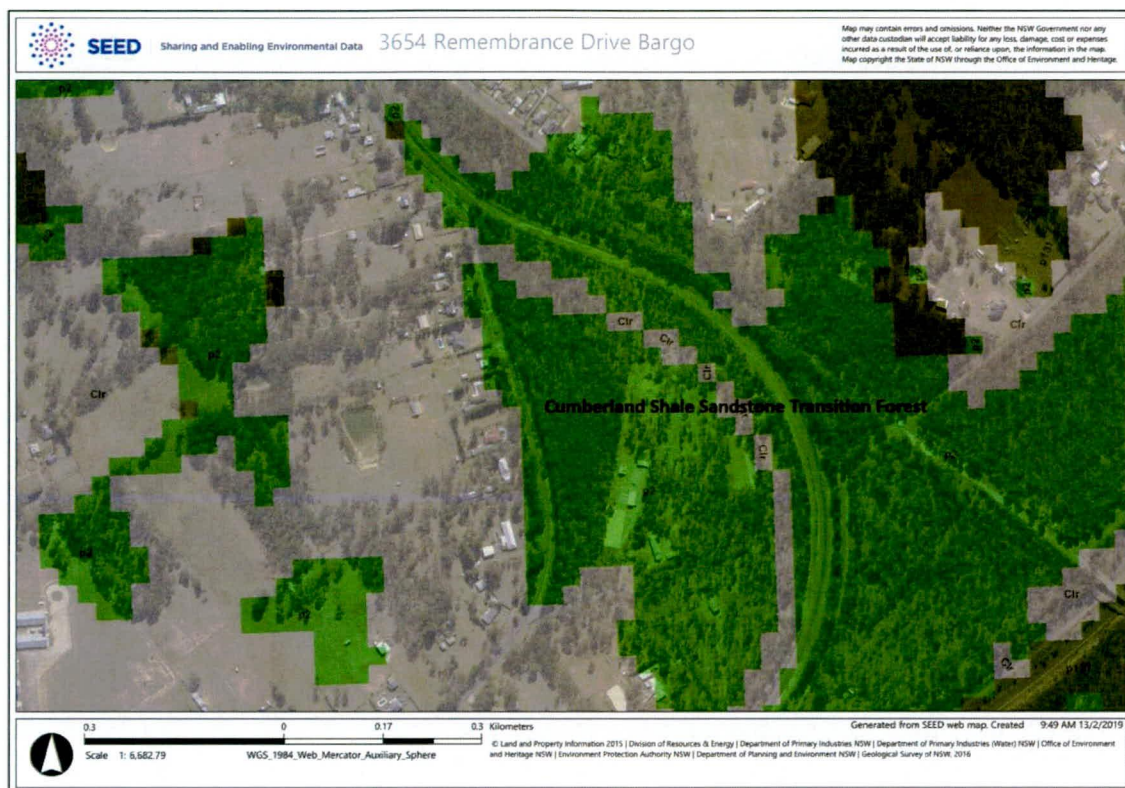 SEED Sharing and Enabling Environmental Data 3654 Remembrance Drive Bargo
Map may contain errors and omissions. Neither the NSW Government nor any
other data custodian will accept liability for any loss, damage, cost or expenses
incurred as a result of the use of, or reliance upon, the information in the map.
Map copyright the State of NSW through the Office of Environment and Heritage.
Clr
Clr
Clr
Clr
Clr
Clr
Cumberland Shale Sandstone Transition Forest
p2
Clr
p2
p2
p2
Clr
0.3 0 0.17 0.3 Kilometers
Scale 1: 6,682.79
WGS_1984_Web_Mercator_Auxiliary_Sphere
Generated from SEED web map. Created 9:49 AM 13/2/2019
© Land and Property Information 2015 | Division of Resources & Energy | Department of Primary Industries NSW | Department of Primary Industries (Water) NSW | Office of Environment
and Heritage NSW | Environment Protection Authority NSW | Department of Planning and Environment NSW | Geological Survey of NSW, 2016